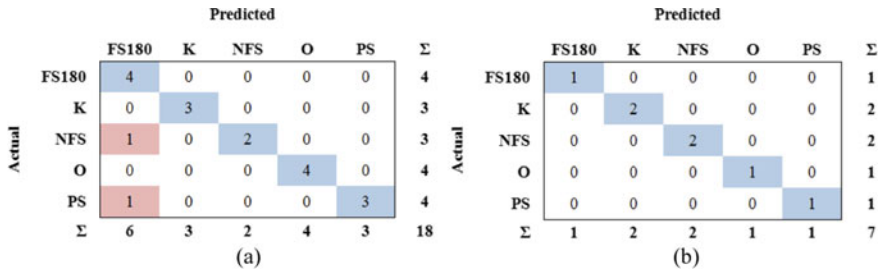 Predicted
FS180 K NFS O PS Σ
FS180 4 0 0 0 0 4
K 0 3 0 0 0 3
Actual
NFS 1 0 2 0 0 3
O 0 0 0 4 0 4
PS 1 0 0 0 3 4
Σ 6 3 2 4 3 18
(a)
Predicted
FS180 K NFS O PS Σ
FS180 1 0 0 0 0 1
K 0 2 0 0 0 2
Actual
NFS 0 0 2 0 0 2
O 0 0 0 1 0 1
PS 0 0 0 0 1 1
Σ 1 2 2 1 1 7
(b)